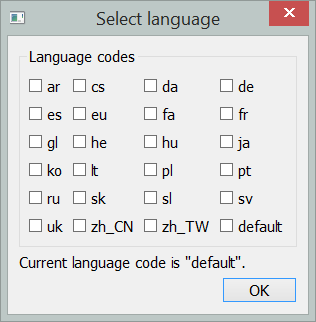 Select language
Language codes
ar cs da de
es eu fa fr
gl he hu ja
ko lt pl pt
ru sk sl sv
uk zh_CN zh_TW default
Current language code is "default".
OK